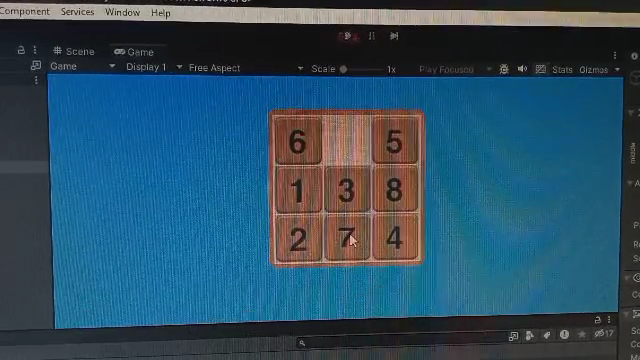 Component Services Window Help
Scene Game
Game Display 1 Free Aspect Scale 1x Play Focused Stats Gizmos
6 5
1 3 8
2 7 4
17